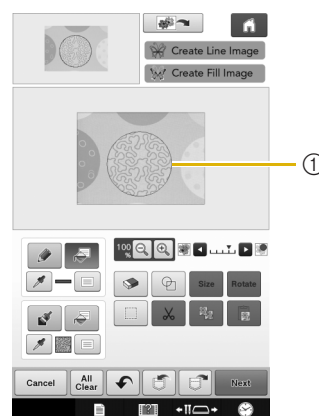 Create Line Image
Create Fill Image
①
100
%
Size
Rotate
Cancel
All
Clear
Next